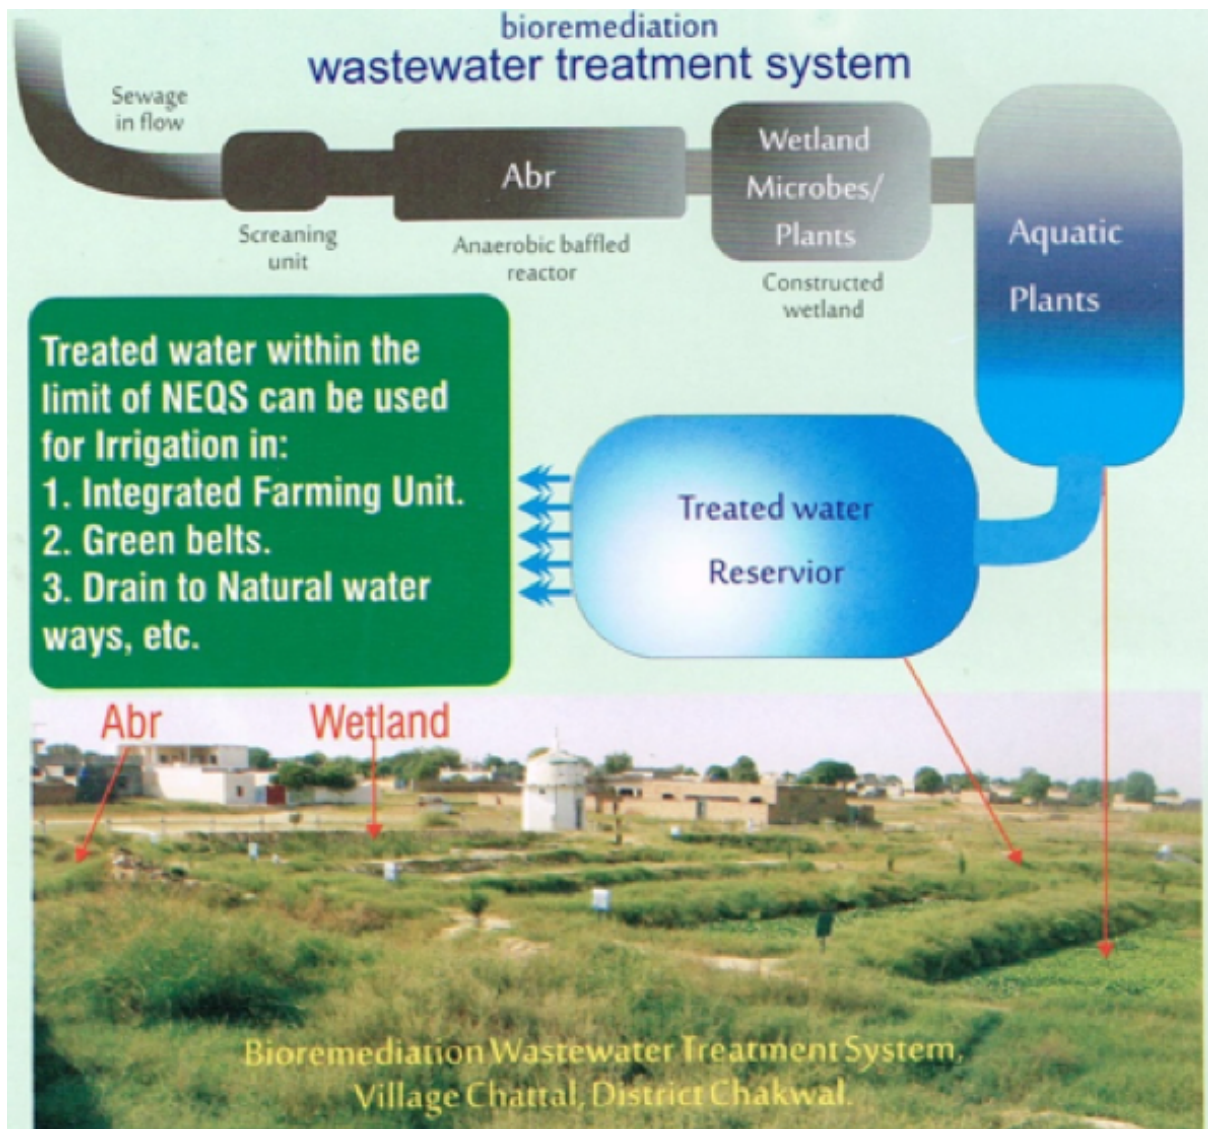 bioremediation
wastewater treatment system
Sewage
in flow
Screaning
unit
Abr
Anaerobic baffled
reactor
Wetland
Microbes/
Plants
Constructed
wetland
Aquatic
Plants
Treated water within the
limit of NEQS can be used
for Irrigation in:
1. Integrated Farming Unit.
2. Green belts.
3. Drain to Natural water
ways, etc.
Treated water
Reservior
Abr
Wetland
Bioremediation Wastewater Treatment System,
Village Chattal, District Chakwal.